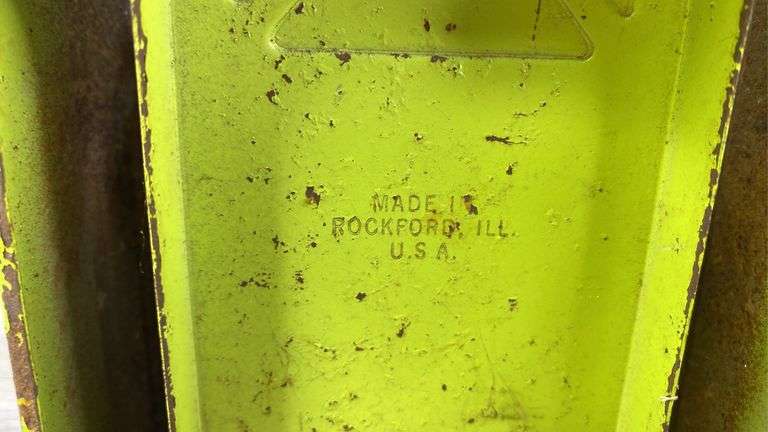 MADE IN
ROCKFORD, ILL.
U.S.A.